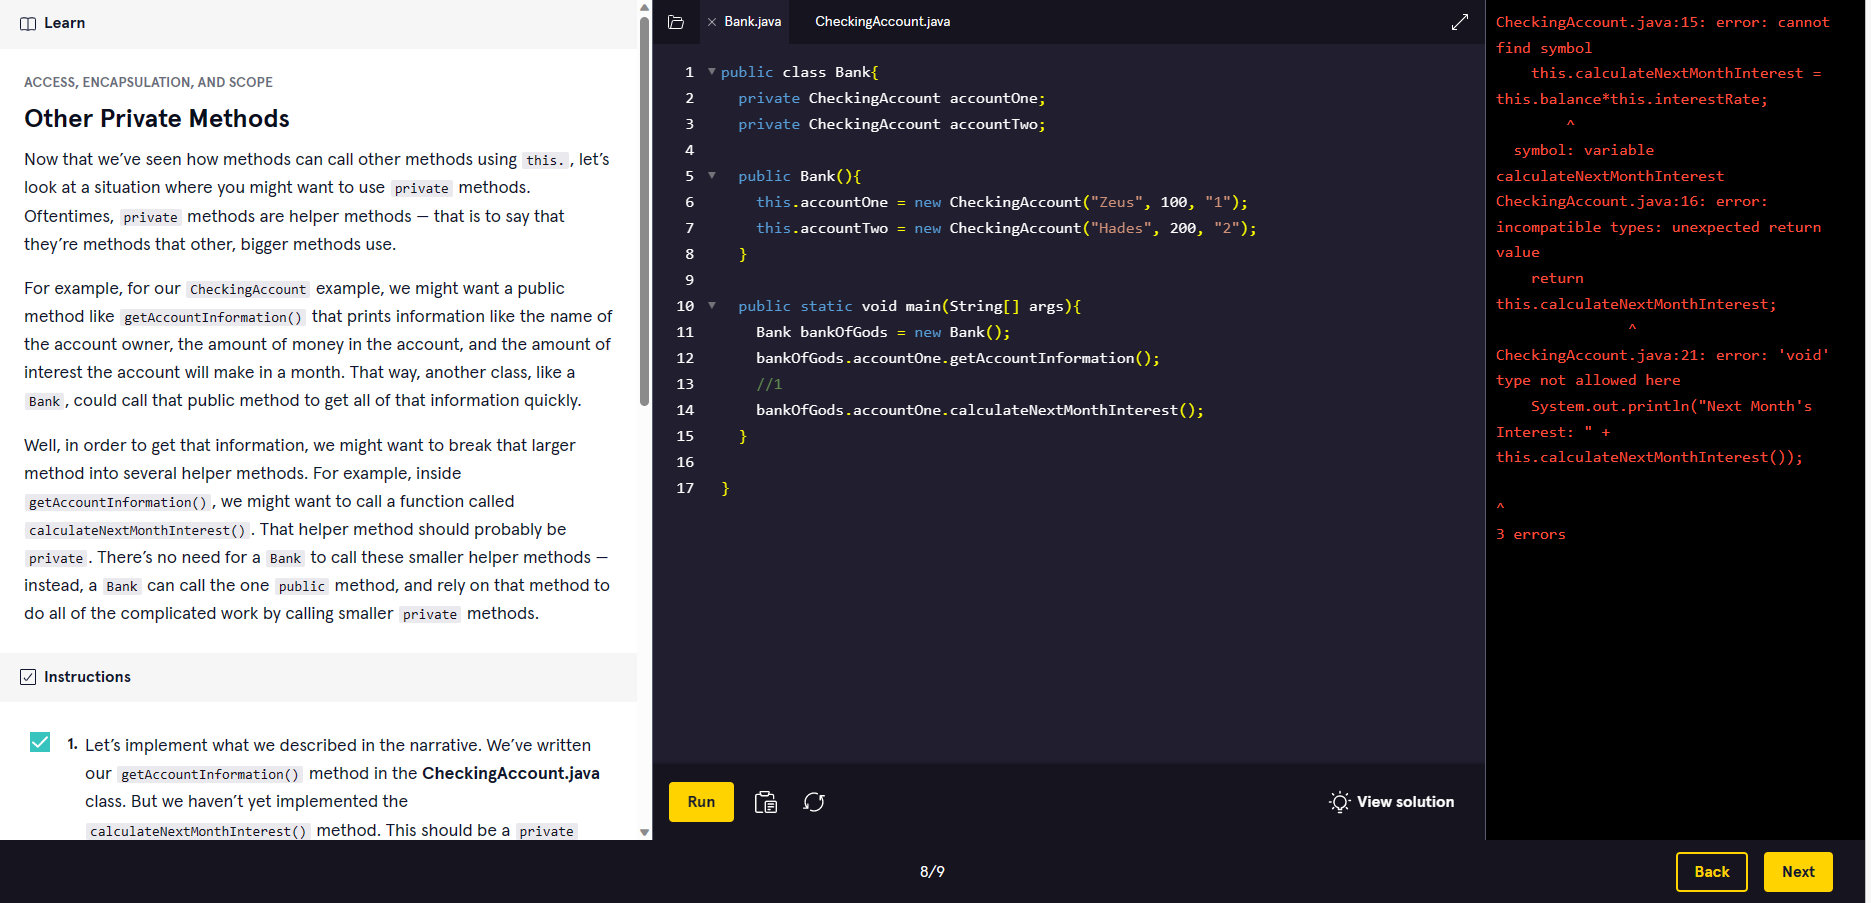 Learn
ACCESS, ENCAPSULATION, AND SCOPE
Other Private Methods
Now that we've seen how methods can call other methods using this. , let's
look at a situation where you might want to use private methods.
Oftentimes, private methods are helper methods — that is to say that
they're methods that other, bigger methods use.
For example, for our CheckingAccount example, we might want a public
method like getAccountInformation() that prints information like the name of
the account owner, the amount of money in the account, and the amount of
interest the account will make in a month. That way, another class, like a
Bank , could call that public method to get all of that information quickly.
Well, in order to get that information, we might want to break that larger
method into several helper methods. For example, inside
getAccountInformation() , we might want to call a function called
calculateNextMonthInterest() . That helper method should probably be
private . There's no need for a Bank to call these smaller helper methods —
instead, a Bank can call the one public method, and rely on that method to
do all of the complicated work by calling smaller private methods.
Instructions
1. Let's implement what we described in the narrative. We've written
our getAccountInformation() method in the CheckingAccount.java
class. But we haven't yet implemented the
calculateNextMonthInterest() method. This should be a private
Bank.java
CheckingAccount.java
1 public class Bank{
2 private CheckingAccount accountOne;
3 private CheckingAccount accountTwo;
4
5 public Bank(){
6 this.accountOne = new CheckingAccount("Zeus", 100, "1");
7 this.accountTwo = new CheckingAccount("Hades", 200, "2");
8 }
9
10 public static void main(String[] args){
11 Bank bankOfGods = new Bank();
12 bankOfGods.accountOne.getAccountInformation();
13 //1
14 bankOfGods.accountOne.calculateNextMonthInterest();
15 }
16
17 }
Run
View solution
CheckingAccount.java:15: error: cannot
find symbol
this.calculateNextMonthInterest =
this.balance*this.interestRate;
^
symbol: variable
calculateNextMonthInterest
CheckingAccount.java:16: error:
incompatible types: unexpected return
value
return
this.calculateNextMonthInterest;
^
CheckingAccount.java:21: error: 'void'
type not allowed here
System.out.println("Next Month's
Interest: " +
this.calculateNextMonthInterest());
^
3 errors
8/9
Back
Next